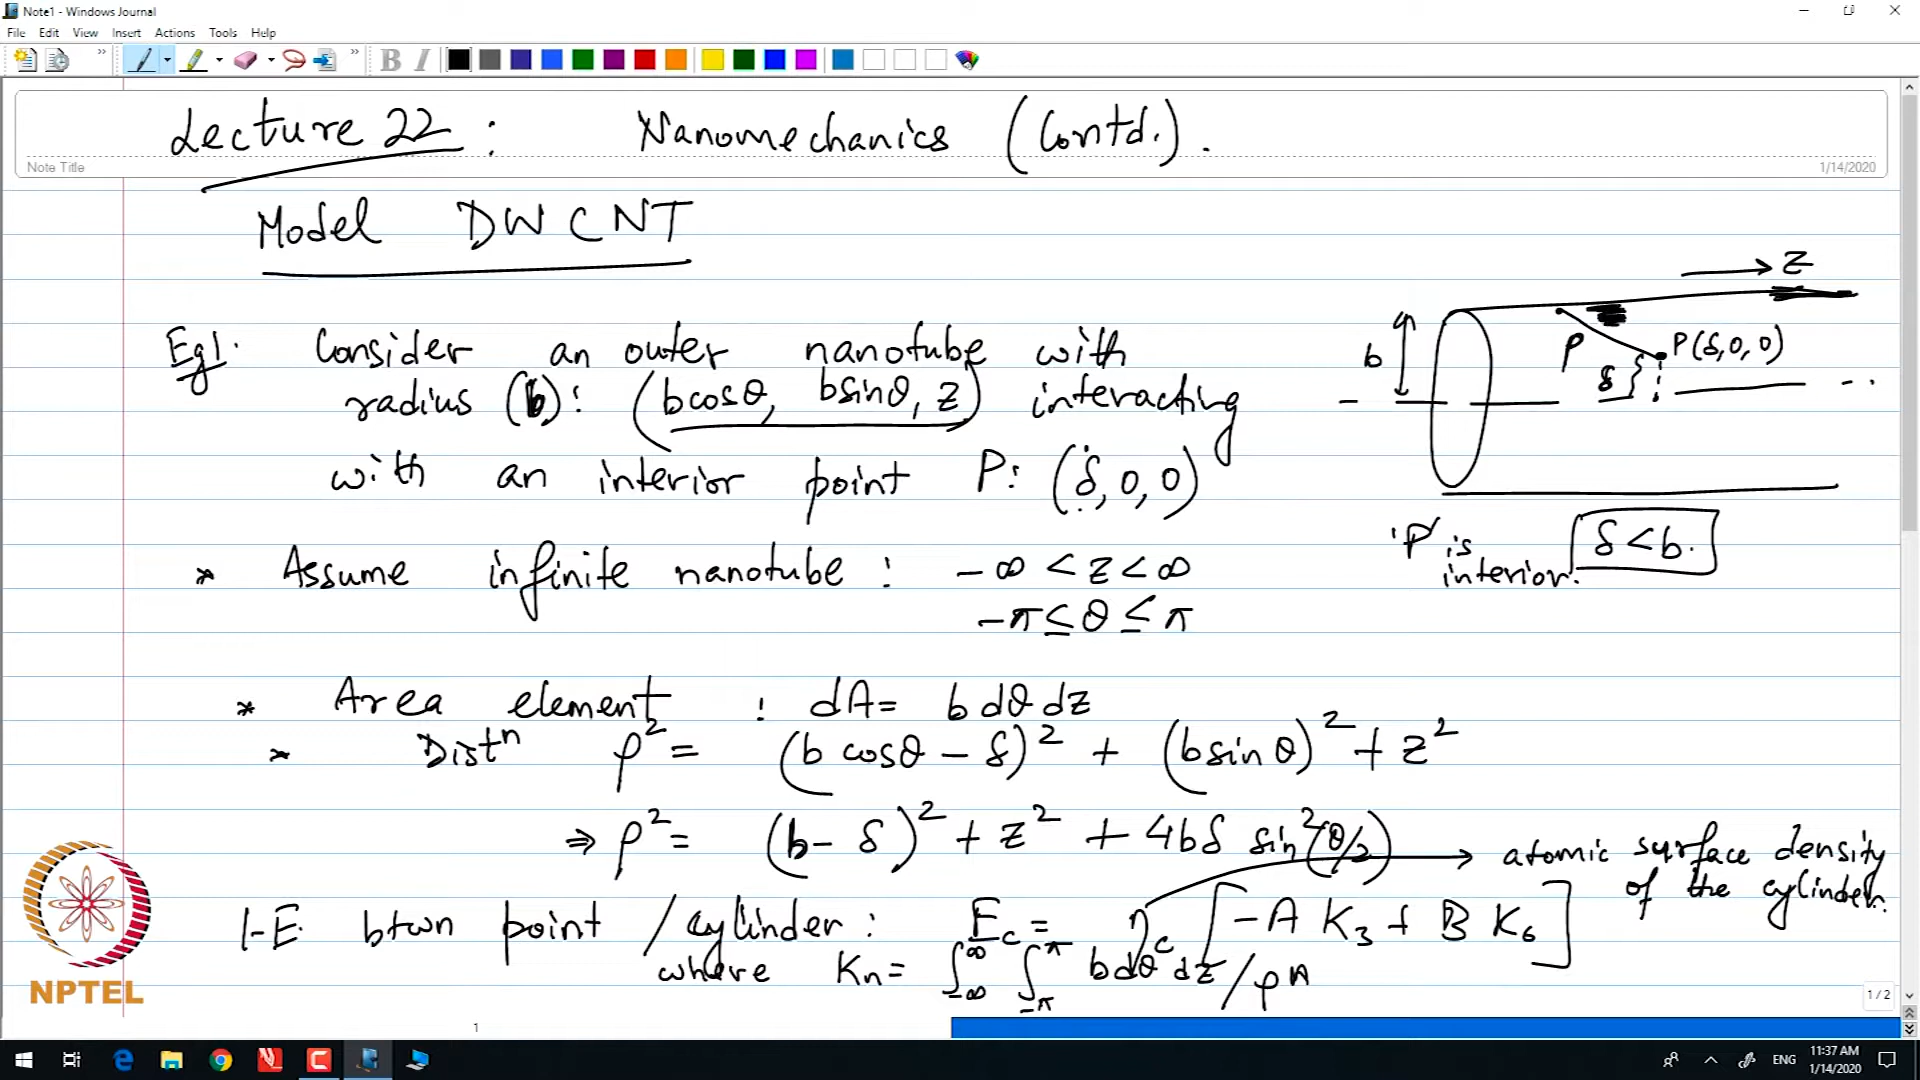 Note1 - Windows Journal
File Edit View Insert Actions Tools Help
Lecture 22 : Nanomechanics (Contd.).
Note Title
1/14/2020
Model DWCNT
Eg1. Consider an outer nanotube with
radius (b): (bcosθ, bsinθ, z) interacting
with an interior point P: (δ, 0, 0)
z
b
ρ
P(δ, 0, 0)
δ
'P' is interior. δ < b.
* Assume infinite nanotube : -∞ < z < ∞
-π ≤ θ ≤ π
* Area element : dA = b dθ dz
* Distⁿ ρ² = (b cosθ - δ)² + (b sinθ)² + z²
⇒ ρ² = (b - δ)² + z² + 4bδ sin²(θ/2)
→ atomic surface density
of the cylinder.
I.E. btwn point / cylinder : E_c = η_c [-A K₃ + B K₆]
where Kn = ∫_{-∞}^{∞} ∫_{-π}^{π} b dθ dz / ρⁿ
NPTEL
1 / 2
1
ENG
11:37 AM
1/14/2020